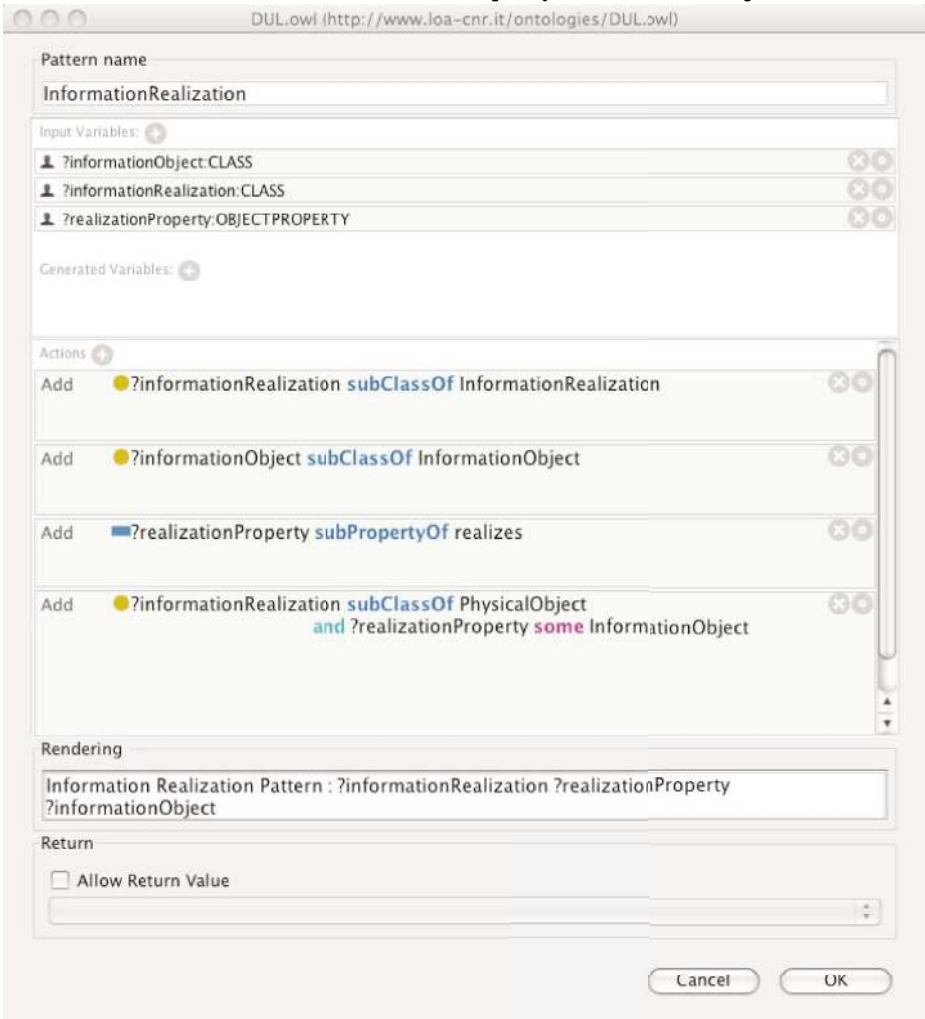 DUL.owl (http://www.loa-cnr.it/ontologies/DUL.owl)
Pattern name
InformationRealization
Input Variables:
?informationObject:CLASS
?informationRealization:CLASS
?realizationProperty:OBJECTPROPERTY
Generated Variables:
Actions
Add ?informationRealization subClassOf InformationRealization
Add ?informationObject subClassOf InformationObject
Add ?realizationProperty subPropertyOf realizes
Add ?informationRealization subClassOf PhysicalObject
and ?realizationProperty some InformationObject
Rendering
Information Realization Pattern : ?informationRealization ?realizationProperty
?informationObject
Return
Allow Return Value
Cancel OK